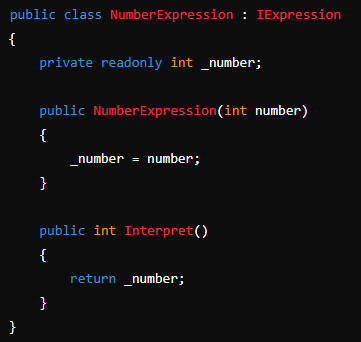 public class NumberExpression : IExpression
{
    private readonly int _number;

    public NumberExpression(int number)
    {
        _number = number;
    }

    public int Interpret()
    {
        return _number;
    }
}